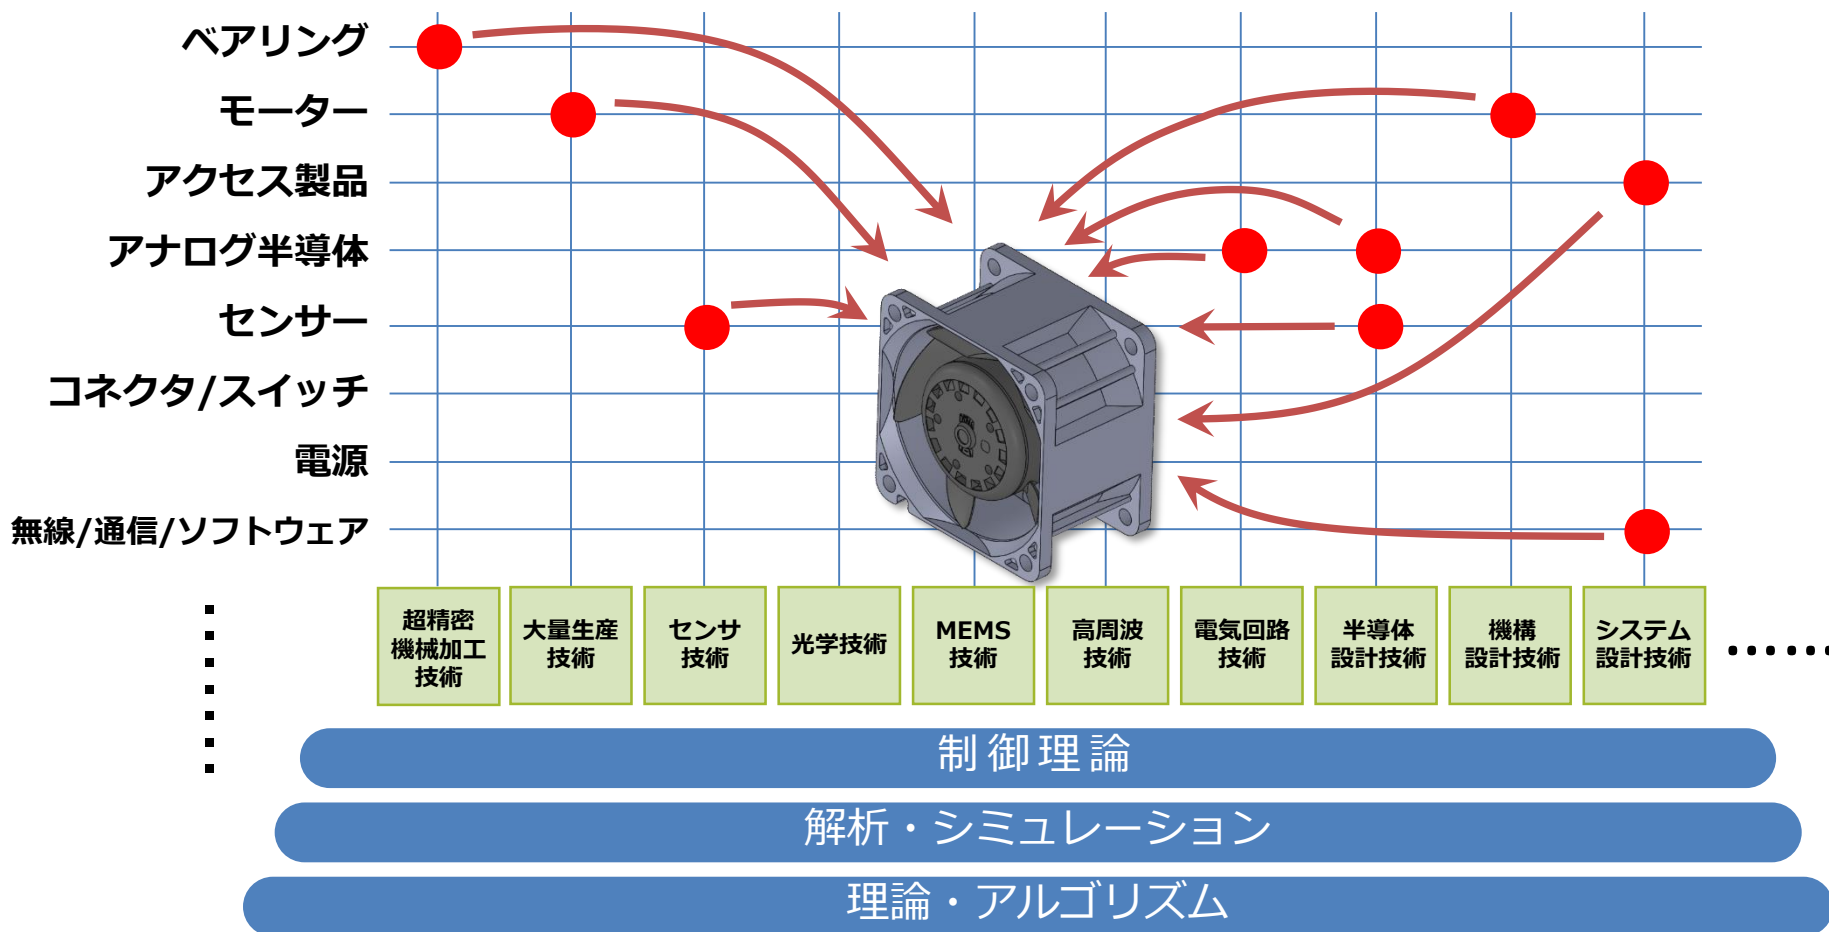 ベアリング
モーター
アクセス製品
アナログ半導体
センサー
コネクタ/スイッチ
電源
無線/通信/ソフトウェア
超精密
機械加工
技術
大量生産
技術
センサ
技術
光学技術
MEMS
技術
高周波
技術
電気回路
技術
半導体
設計技術
機構
設計技術
システム
設計技術
制御理論
解析・シミュレーション
理論・アルゴリズム